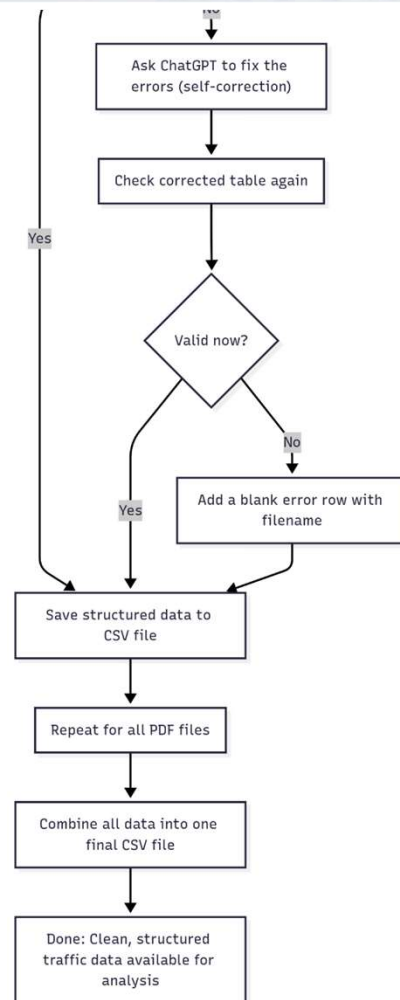 No
Ask ChatGPT to fix the
errors (self-correction)
Check corrected table again
Yes
Valid now?
No
Add a blank error row with
filename
Yes
Save structured data to
CSV file
Repeat for all PDF files
Combine all data into one
final CSV file
Done: Clean, structured
traffic data available for
analysis